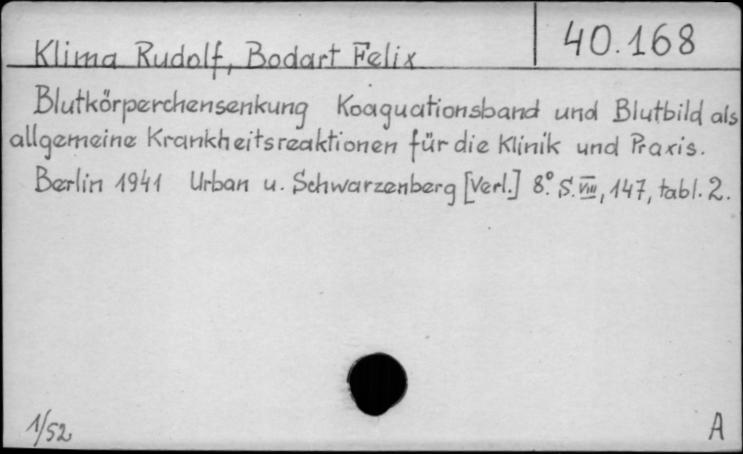 40.168
Klima Rudolf, Bodart Felix
Blutkörperchensenkung Koaguationsband und Blutbild als
allgemeine Krankheitsreaktionen für die Klinik und Praxis.
Berlin 1941 Urban u. Schwarzenberg [Verl.] 8° S. VIII, 147, tabl. 2.
1/52
A